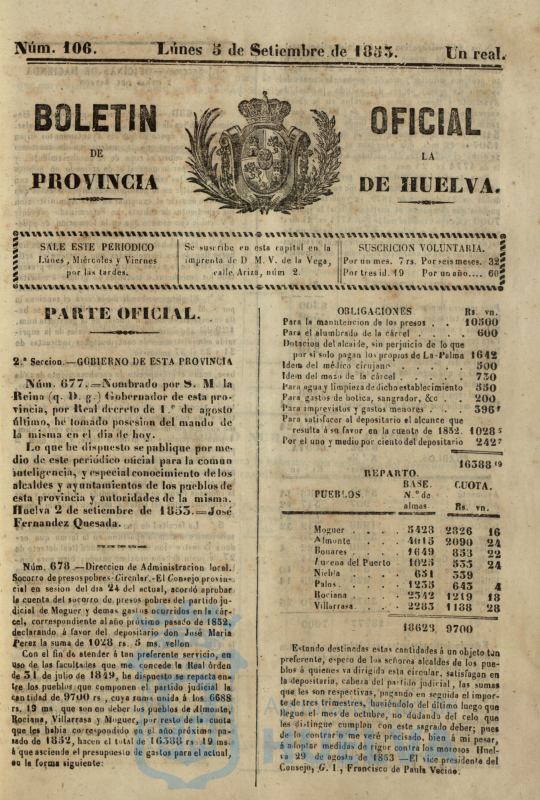 Núm. 106. Lúnes 5 de Setiembre de 1853. Un real.
BOLETIN OFICIAL
DE LA
PROVINCIA DE HUELVA.
SALE ESTE PERIODICO
Lúnes, Miércoles y Viernes
por las tardes.
Se suscribe en esta capital en la
imprenta de D M. V. de la Vega,
calle Ariza, núm 2.
SUSCRICION VOLUNTARIA.
Por un mes. 7 rs. Por seis meses. 32
Por tres id. 19 Por un año.... 60
PARTE OFICIAL.
2.ª Seccion.—GOBIERNO DE ESTA PROVINCIA
Núm. 677.=Nombrado por S. M la
Reina (q. D. g.) Gobernador de esta pro-
vincia, por Real decreto de 1.º de agosto
último, he tomado posesion del mando de
la misma en el dia de hoy.
Lo que he dispuesto se publique por me-
dio de este periódico oficial para la comun
inteligencia, y especial conocimiento de los
alcaldes y ayuntamientos de los pueblos de
esta provincia y autoridades de la misma.
Huelva 2 de setiembre de 1853.=José
Fernandez Quesada.
Núm. 678.—Direccion de Administracion local.
Socorro de presos pobres—Circular.—El Consejo provin-
cial en sesion del dia 24 del actual, acordó aprobar
la cuenta del socorro de presos pobres del partido ju-
dicial de Moguer y demas gastos ocurridos en la cár-
cel, correspondiente al año próximo pasado de 1852,
declarando á favor del depositario don José Maria
Perez la suma de 1028 rs. 5 ms. vellon.
Con el fin de atender á tan preferente servicio, en
uso de las facultades que me concede la Real órden
de 31 de julio de 1849, he dispuesto se reparta en-
tre los pueblos que componen el partido judicial la
cantidad de 9700 rs., cuya suma unida á los 6688
rs. 19 ms. que son en deber los pueblos de Almonte,
Rociana, Villarrasa y Moguer, por resto de la cuota
que les habia correspondido en el año próximo pa-
sado de 1852, hacen el total de 16388 rs. 19 ms.
á que asciende el presupuesto de gastos para el actual,
en la forma siguiente:
OBLIGACIONES Rs. vn.
Para la manutencion de los presos . . 10500
Para el alumbrado de la cárcel . . . . 600
Dotacion del alcaide, sin perjuicio de lo que
por si solo pagan los propios de La-Palma 1642
Idem del médico cirujano . . . . 500
Idem del mozo de la cárcel . . . . 730
Para agua y limpieza de dicho establecimiento 350
Para gastos de botica, sangrador, &c . . 200
Para imprevistos y gastos menores . . . 396 7
Para satisfacer al depositario el alcance que
resulta á su favor en la cuenta de 1852. 1028 5
Por el uno y medio por ciento del depositario 242 7
16388 19
REPARTO.
BASE. CUOTA.
PUEBLOS. N.º de
almas. Rs. vn.
Moguer . . . . 5423 2826 16
Almonte . . . . 4015 2090 24
Bonares . . . . 1649 853 22
Lucena del Puerto 1025 533 24
Niebla . . . . 651 339
Palos . . . . 1235 643 4
Rociana . . . . 2342 1219 18
Villarrasa. . . . 2283 1188 28
18623 9700
Estando destinadas estas cantidades á un objeto tan
preferente, espero de los señores alcaldes de los pue-
blos á quienes va dirigida esta circular, satisfagan en
la depositaria, cabeza del partido judicial, las sumas
que les son respectivas, pagando en seguida el impor-
te de tres trimestres, haciéndolo del último luego que
llegue el mes de octubre, no dudando del celo que
les distingue cumplan con este sagrado deber; pues
de lo contrario me veré precisado, bien á mi pesar,
á adoptar medidas de rigor contra los morosos Huel-
va 29 de agosto de 1853—El vice presidente del
Consejo, G. I, Francisco de Paula Vecino: